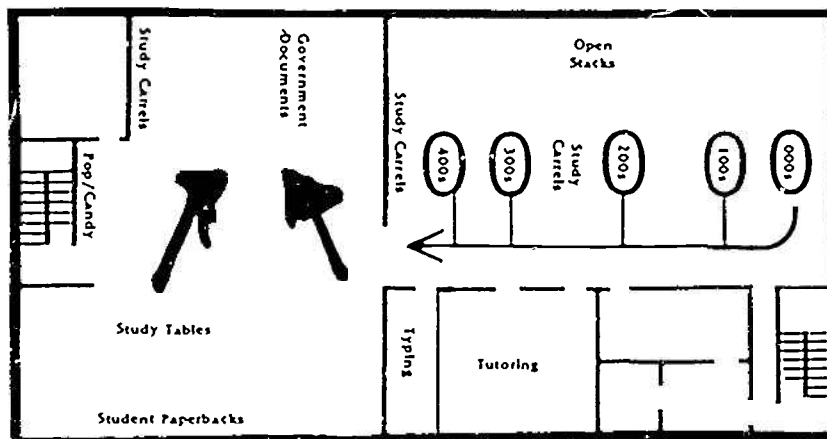 Study Carrels
Government
Documents
Study Carrels
Open
Stacks
400s
300s
Study
Carrels
200s
100s
000s
Pop/Candy
Study Tables
Student Paperbacks
Typing
Tutoring